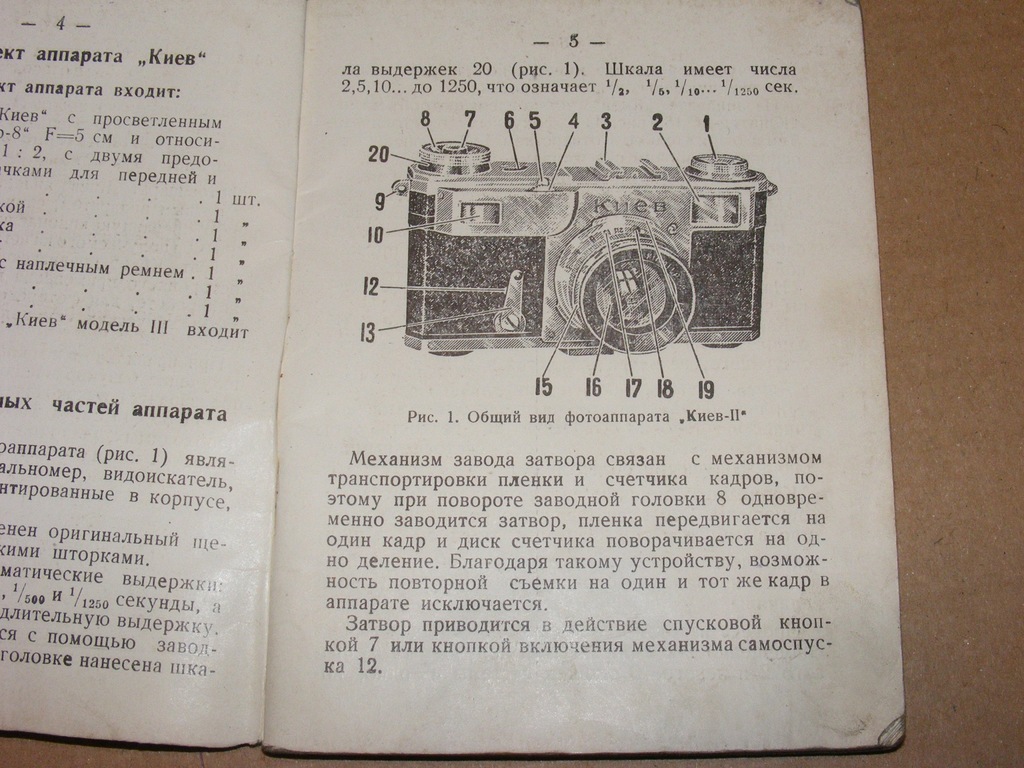 — 4 —
ект аппарата „Киев“
кт аппарата входит:
Киев“ с просветленным
р-8“ F=5 см и относи-
1 : 2, с двумя предо-
ачками для передней и
. . . . 1 шт.
кой . . . . 1 „
ка . . . . 1 „
. . . . 1 „
с наплечным ремнем . 1 „
. . . . 1 „
. . . . 1 „
„Киев“ модель III входит
ных частей аппарата
оаппарата (рис. 1) явля-
альномер, видоискатель,
нтированные в корпусе,
енен оригинальный ще-
кими шторками.
матические выдержки:
, 1/500 и 1/1250 секунды, а
длительную выдержку.
ся с помощью завод-
головке нанесена шка-
— 5 —
ла выдержек 20 (рис. 1). Шкала имеет числа
2,5,10... до 1250, что означает 1/2, 1/5, 1/10... 1/1250 сек.
8 7 6 5 4 3 2 1
20
9
10
Киев
12
13
15 16 17 18 19
Рис. 1. Общий вид фотоаппарата „Киев-II“
Механизм завода затвора связан с механизмом
транспортировки пленки и счетчика кадров, по-
этому при повороте заводной головки 8 одновре-
менно заводится затвор, пленка передвигается на
один кадр и диск счетчика поворачивается на од-
но деление. Благодаря такому устройству, возмож-
ность повторной съемки на один и тот же кадр в
аппарате исключается.
Затвор приводится в действие спусковой кноп-
кой 7 или кнопкой включения механизма самоспус-
ка 12.